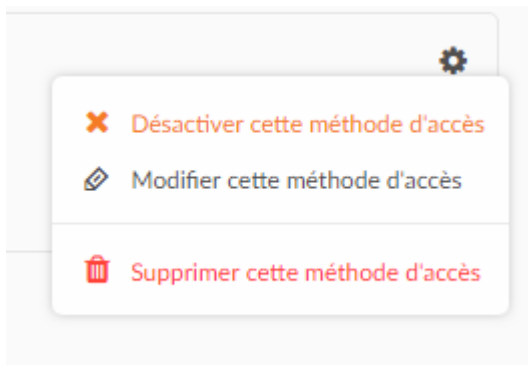 Désactiver cette méthode d'accès
Modifier cette méthode d'accès
Supprimer cette méthode d'accès